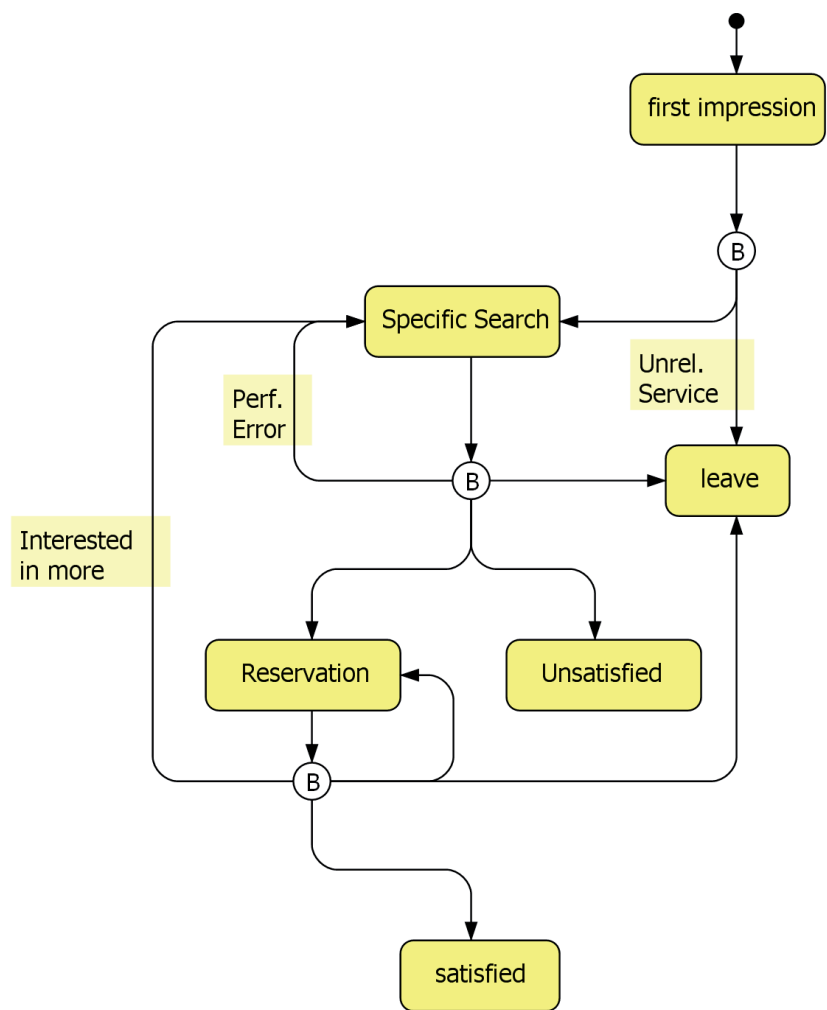 first impression
B
Specific Search
Unrel.
Service
Perf.
Error
B
leave
Interested
in more
Reservation
Unsatisfied
B
satisfied